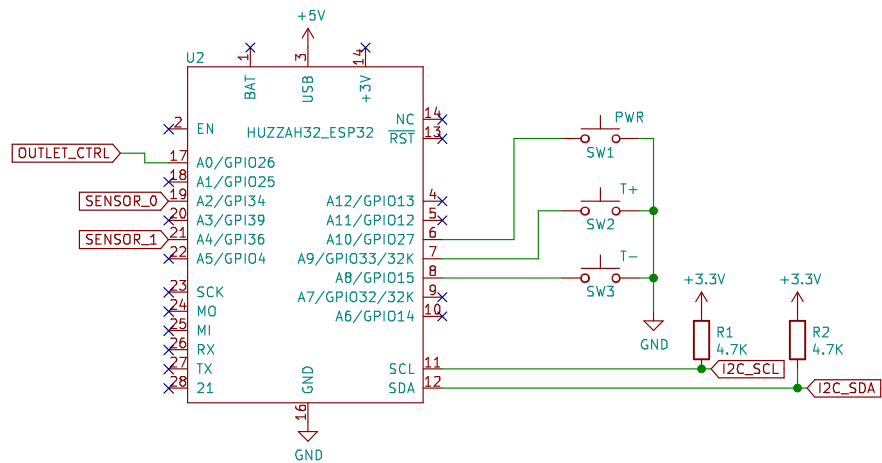 +5V
U2
1
3
14
BAT
USB
+3V
HUZZAH32_ESP32
2 EN
OUTLET_CTRL
17 A0/GPIO26
18 A1/GPIO25
SENSOR_0
19 A2/GPI34
20 A3/GPI39
SENSOR_1
21 A4/GPI36
22 A5/GPIO4
23 SCK
24 MO
25 MI
26 RX
27 TX
28 21
NC 14
RST 13
A12/GPIO13 4
A11/GPIO12 5
A10/GPIO27 6
A9/GPIO33/32K 7
A8/GPIO15 8
A7/GPIO32/32K 9
A6/GPIO14 10
SCL 11
SDA 12
GND
16
GND
PWR
SW1
T+
SW2
T-
SW3
GND
+3.3V
R1
4.7K
I2C_SCL
+3.3V
R2
4.7K
I2C_SDA